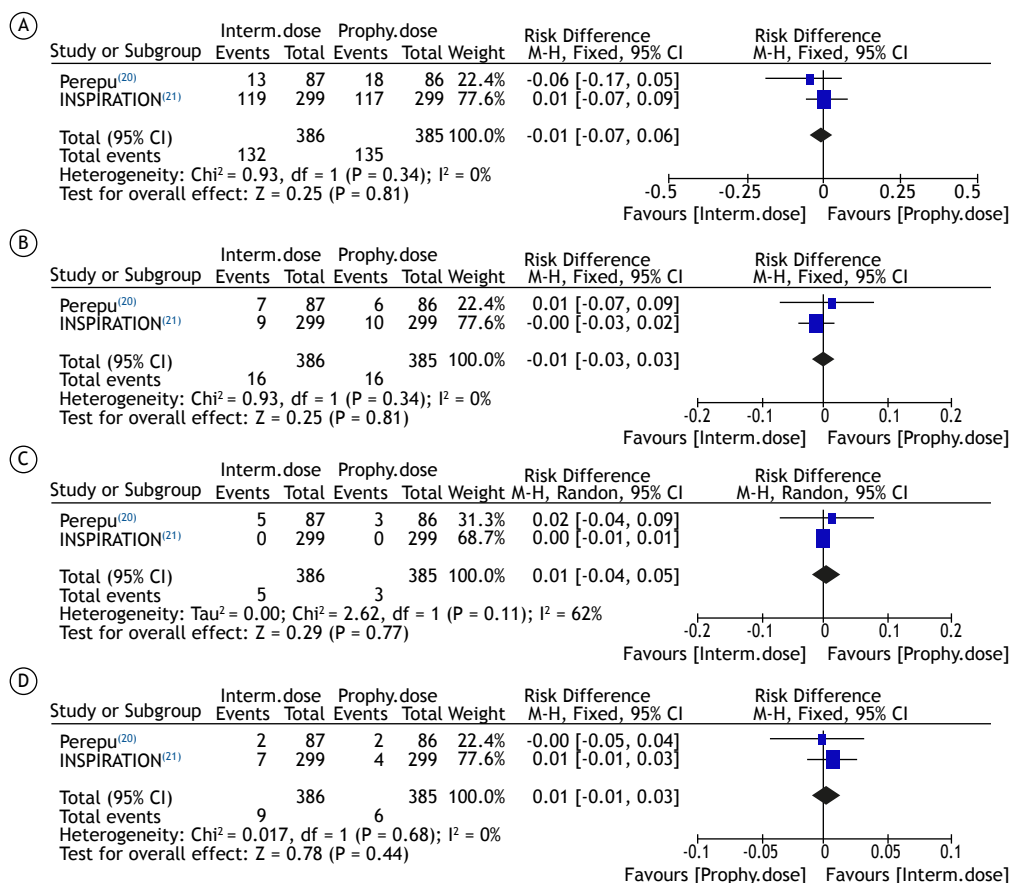 A
Interm.dose Prophy.dose Risk Difference Risk Difference
Study or Subgroup Events Total Events Total Weight M-H, Fixed, 95% CI M-H, Fixed, 95% CI
Perepu(20) 13 87 18 86 22.4% -0.06 [-0.17, 0.05]
INSPIRATION(21) 119 299 117 299 77.6% 0.01 [-0.07, 0.09]
Total (95% CI) 386 385 100.0% -0.01 [-0.07, 0.06]
Total events 132 135
Heterogeneity: Chi² = 0.93, df = 1 (P = 0.34); I² = 0%
Test for overall effect: Z = 0.25 (P = 0.81)
-0.5 -0.25 0 0.25 0.5
Favours [Interm.dose] Favours [Prophy.dose]
B
Interm.dose Prophy.dose Risk Difference Risk Difference
Study or Subgroup Events Total Events Total Weight M-H, Fixed, 95% CI M-H, Fixed, 95% CI
Perepu(20) 7 87 6 86 22.4% 0.01 [-0.07, 0.09]
INSPIRATION(21) 9 299 10 299 77.6% -0.00 [-0.03, 0.02]
Total (95% CI) 386 385 100.0% -0.01 [-0.03, 0.03]
Total events 16 16
Heterogeneity: Chi² = 0.93, df = 1 (P = 0.34); I² = 0%
Test for overall effect: Z = 0.25 (P = 0.81)
-0.2 -0.1 0 0.1 0.2
Favours [Interm.dose] Favours [Prophy.dose]
C
Interm.dose Prophy.dose Risk Difference Risk Difference
Study or Subgroup Events Total Events Total Weight M-H, Randon, 95% CI M-H, Randon, 95% CI
Perepu(20) 5 87 3 86 31.3% 0.02 [-0.04, 0.09]
INSPIRATION(21) 0 299 0 299 68.7% 0.00 [-0.01, 0.01]
Total (95% CI) 386 385 100.0% 0.01 [-0.04, 0.05]
Total events 5 3
Heterogeneity: Tau² = 0.00; Chi² = 2.62, df = 1 (P = 0.11); I² = 62%
Test for overall effect: Z = 0.29 (P = 0.77)
-0.2 -0.1 0 0.1 0.2
Favours [Interm.dose] Favours [Prophy.dose]
D
Interm.dose Prophy.dose Risk Difference Risk Difference
Study or Subgroup Events Total Events Total Weight M-H, Fixed, 95% CI M-H, Fixed, 95% CI
Perepu(20) 2 87 2 86 22.4% -0.00 [-0.05, 0.04]
INSPIRATION(21) 7 299 4 299 77.6% 0.01 [-0.01, 0.03]
Total (95% CI) 386 385 100.0% 0.01 [-0.01, 0.03]
Total events 9 6
Heterogeneity: Chi² = 0.017, df = 1 (P = 0.68); I² = 0%
Test for overall effect: Z = 0.78 (P = 0.44)
-0.1 -0.05 0 0.05 0.1
Favours [Prophy.dose] Favours [Interm.dose]